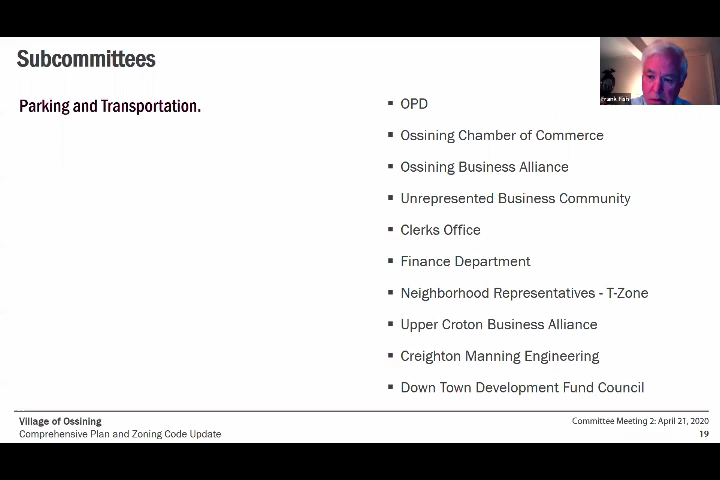 Subcommittees
Parking and Transportation.
▪ OPD
▪ Ossining Chamber of Commerce
▪ Ossining Business Alliance
▪ Unrepresented Business Community
▪ Clerks Office
▪ Finance Department
▪ Neighborhood Representatives - T-Zone
▪ Upper Croton Business Alliance
▪ Creighton Manning Engineering
▪ Down Town Development Fund Council
Frank Fish
Village of Ossining
Comprehensive Plan and Zoning Code Update
Committee Meeting 2: April 21, 2020
19